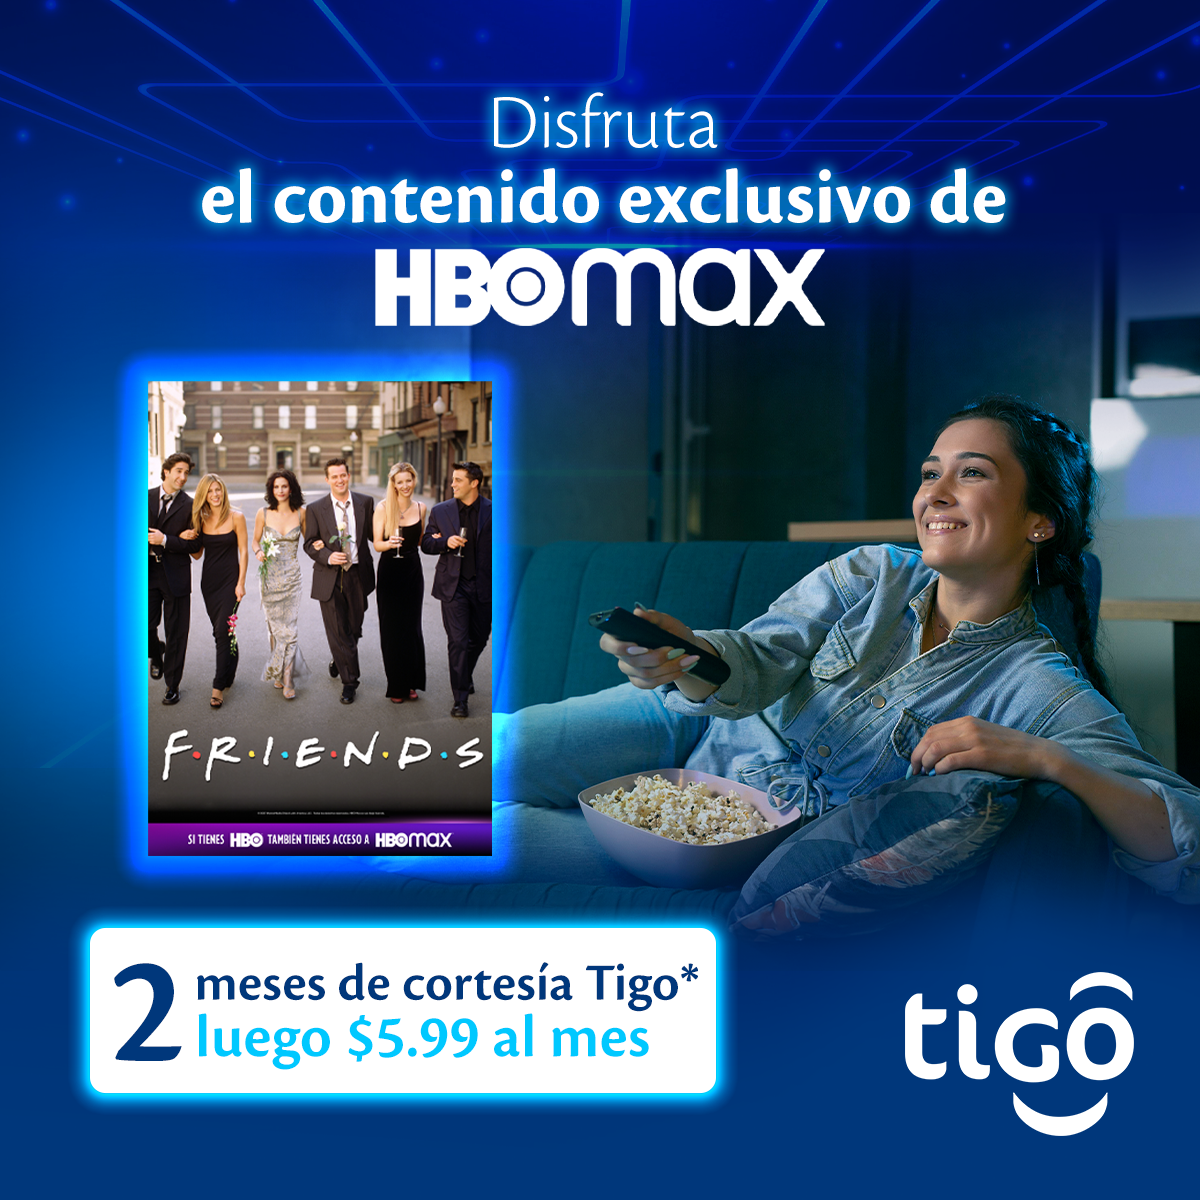 Disfruta
el contenido exclusivo de
HBOMAX
F·R·I·E·N·D·S
SI TIENES HBO TAMBIÉN TIENES ACCESO A HBOMAX
2 meses de cortesía Tigo*
luego $5.99 al mes
tigo